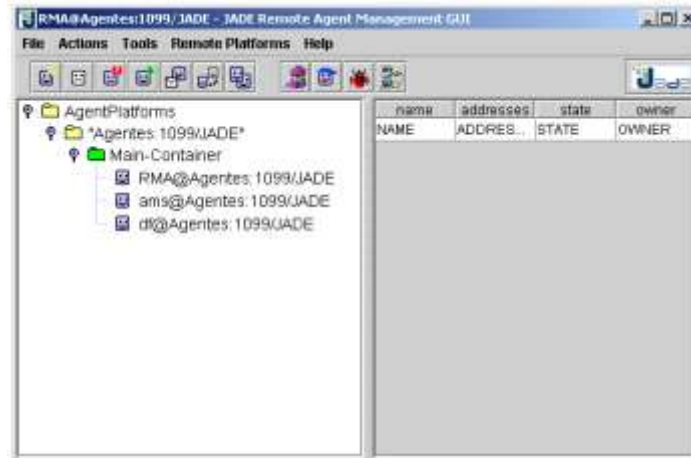 RMA@Agentes:1099/JADE - JADE Remote Agent Management GUI
File Actions Tools Remote Platforms Help
AgentPlatforms
"Agentes:1099/JADE"
Main-Container
RMA@Agentes:1099/JADE
ams@Agentes:1099/JADE
df@Agentes:1099/JADE
name addresses state owner
NAME ADDRES... STATE OWNER